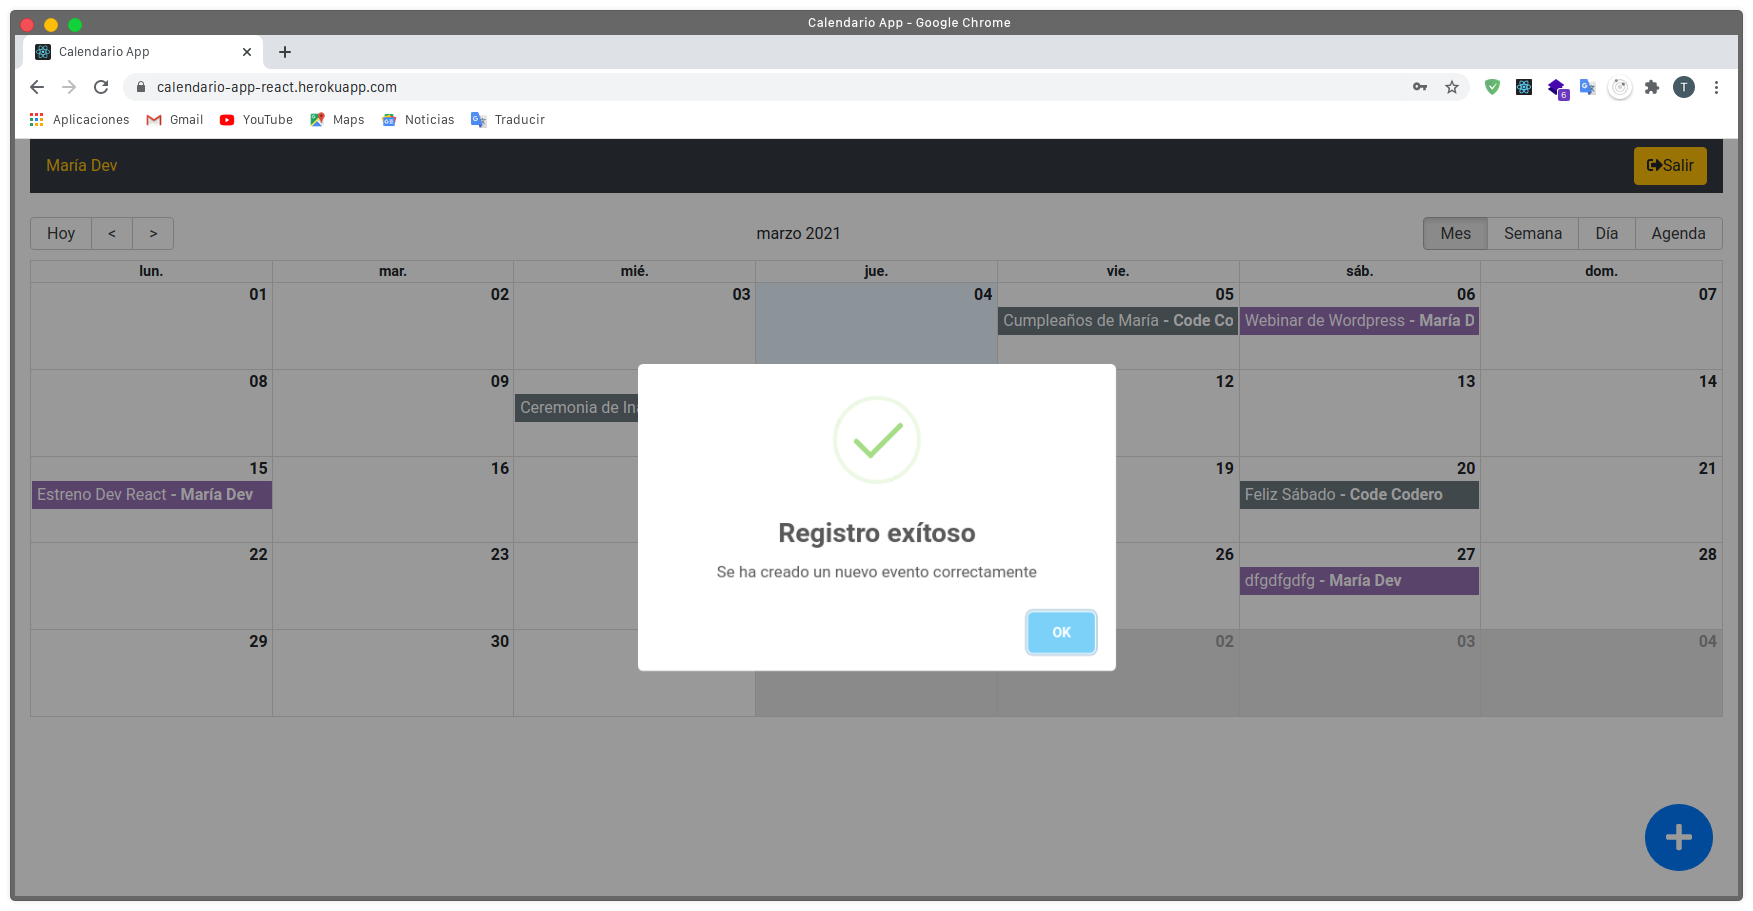 Calendario App - Google Chrome
Calendario App
calendario-app-react.herokuapp.com
6
T
Aplicaciones Gmail YouTube Maps Noticias Traducir
María Dev
Salir
Hoy < >
marzo 2021
Mes Semana Día Agenda
lun. mar. mié. jue. vie. sáb. dom.
01 02 03 04 05 06 07
Cumpleaños de María - Code Co
Webinar de Wordpress - María D
08 09 12 13 14
Ceremonia de In
15 16 19 20 21
Estreno Dev React - María Dev
Feliz Sábado - Code Codero
22 23 26 27 28
dfgdfgdfg - María Dev
29 30 02 03 04
Registro exítoso
Se ha creado un nuevo evento correctamente
OK